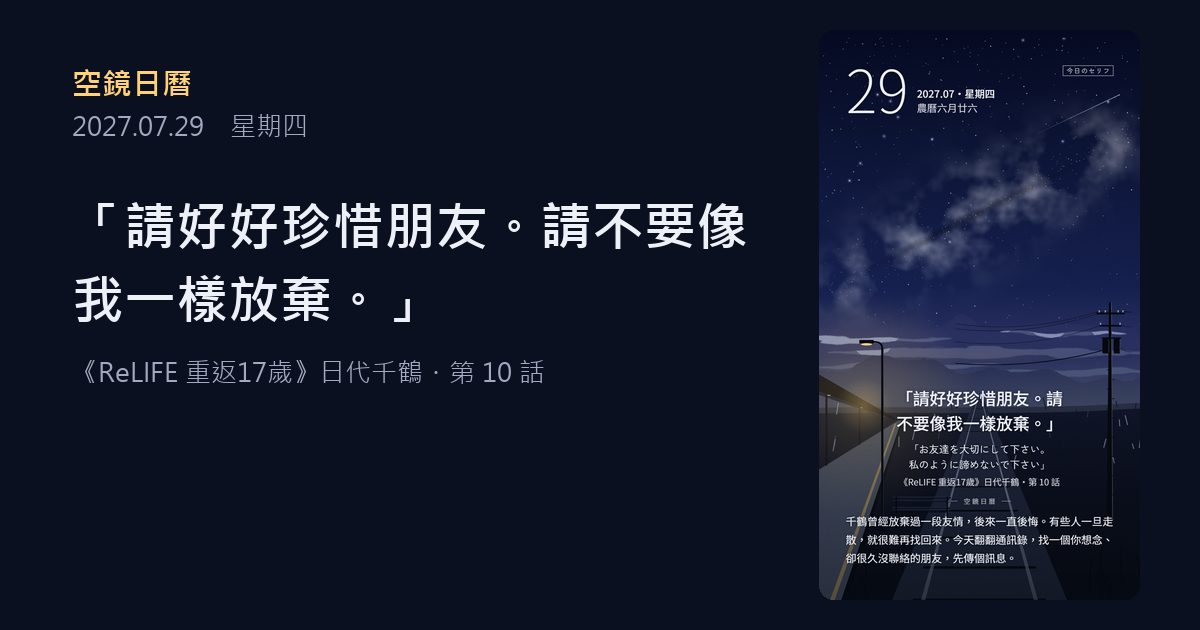 空鏡日曆
2027.07.29 星期四
「請好好珍惜朋友。請不要像
我一樣放棄。」
《ReLIFE 重返17歲》日代千鶴・第 10 話
29
2027.07・星期四
農曆六月廿六
今日のセリフ
「請好好珍惜朋友。請
不要像我一樣放棄。」
「お友達を大切にして下さい。
私のように諦めないで下さい」
《ReLIFE 重返17歲》日代千鶴・第 10 話
空鏡日曆
千鶴曾經放棄過一段友情，後來一直後悔。有些人一旦走
散，就很難再找回來。今天翻翻通訊錄，找一個你想念、
卻很久沒聯絡的朋友，先傳個訊息。